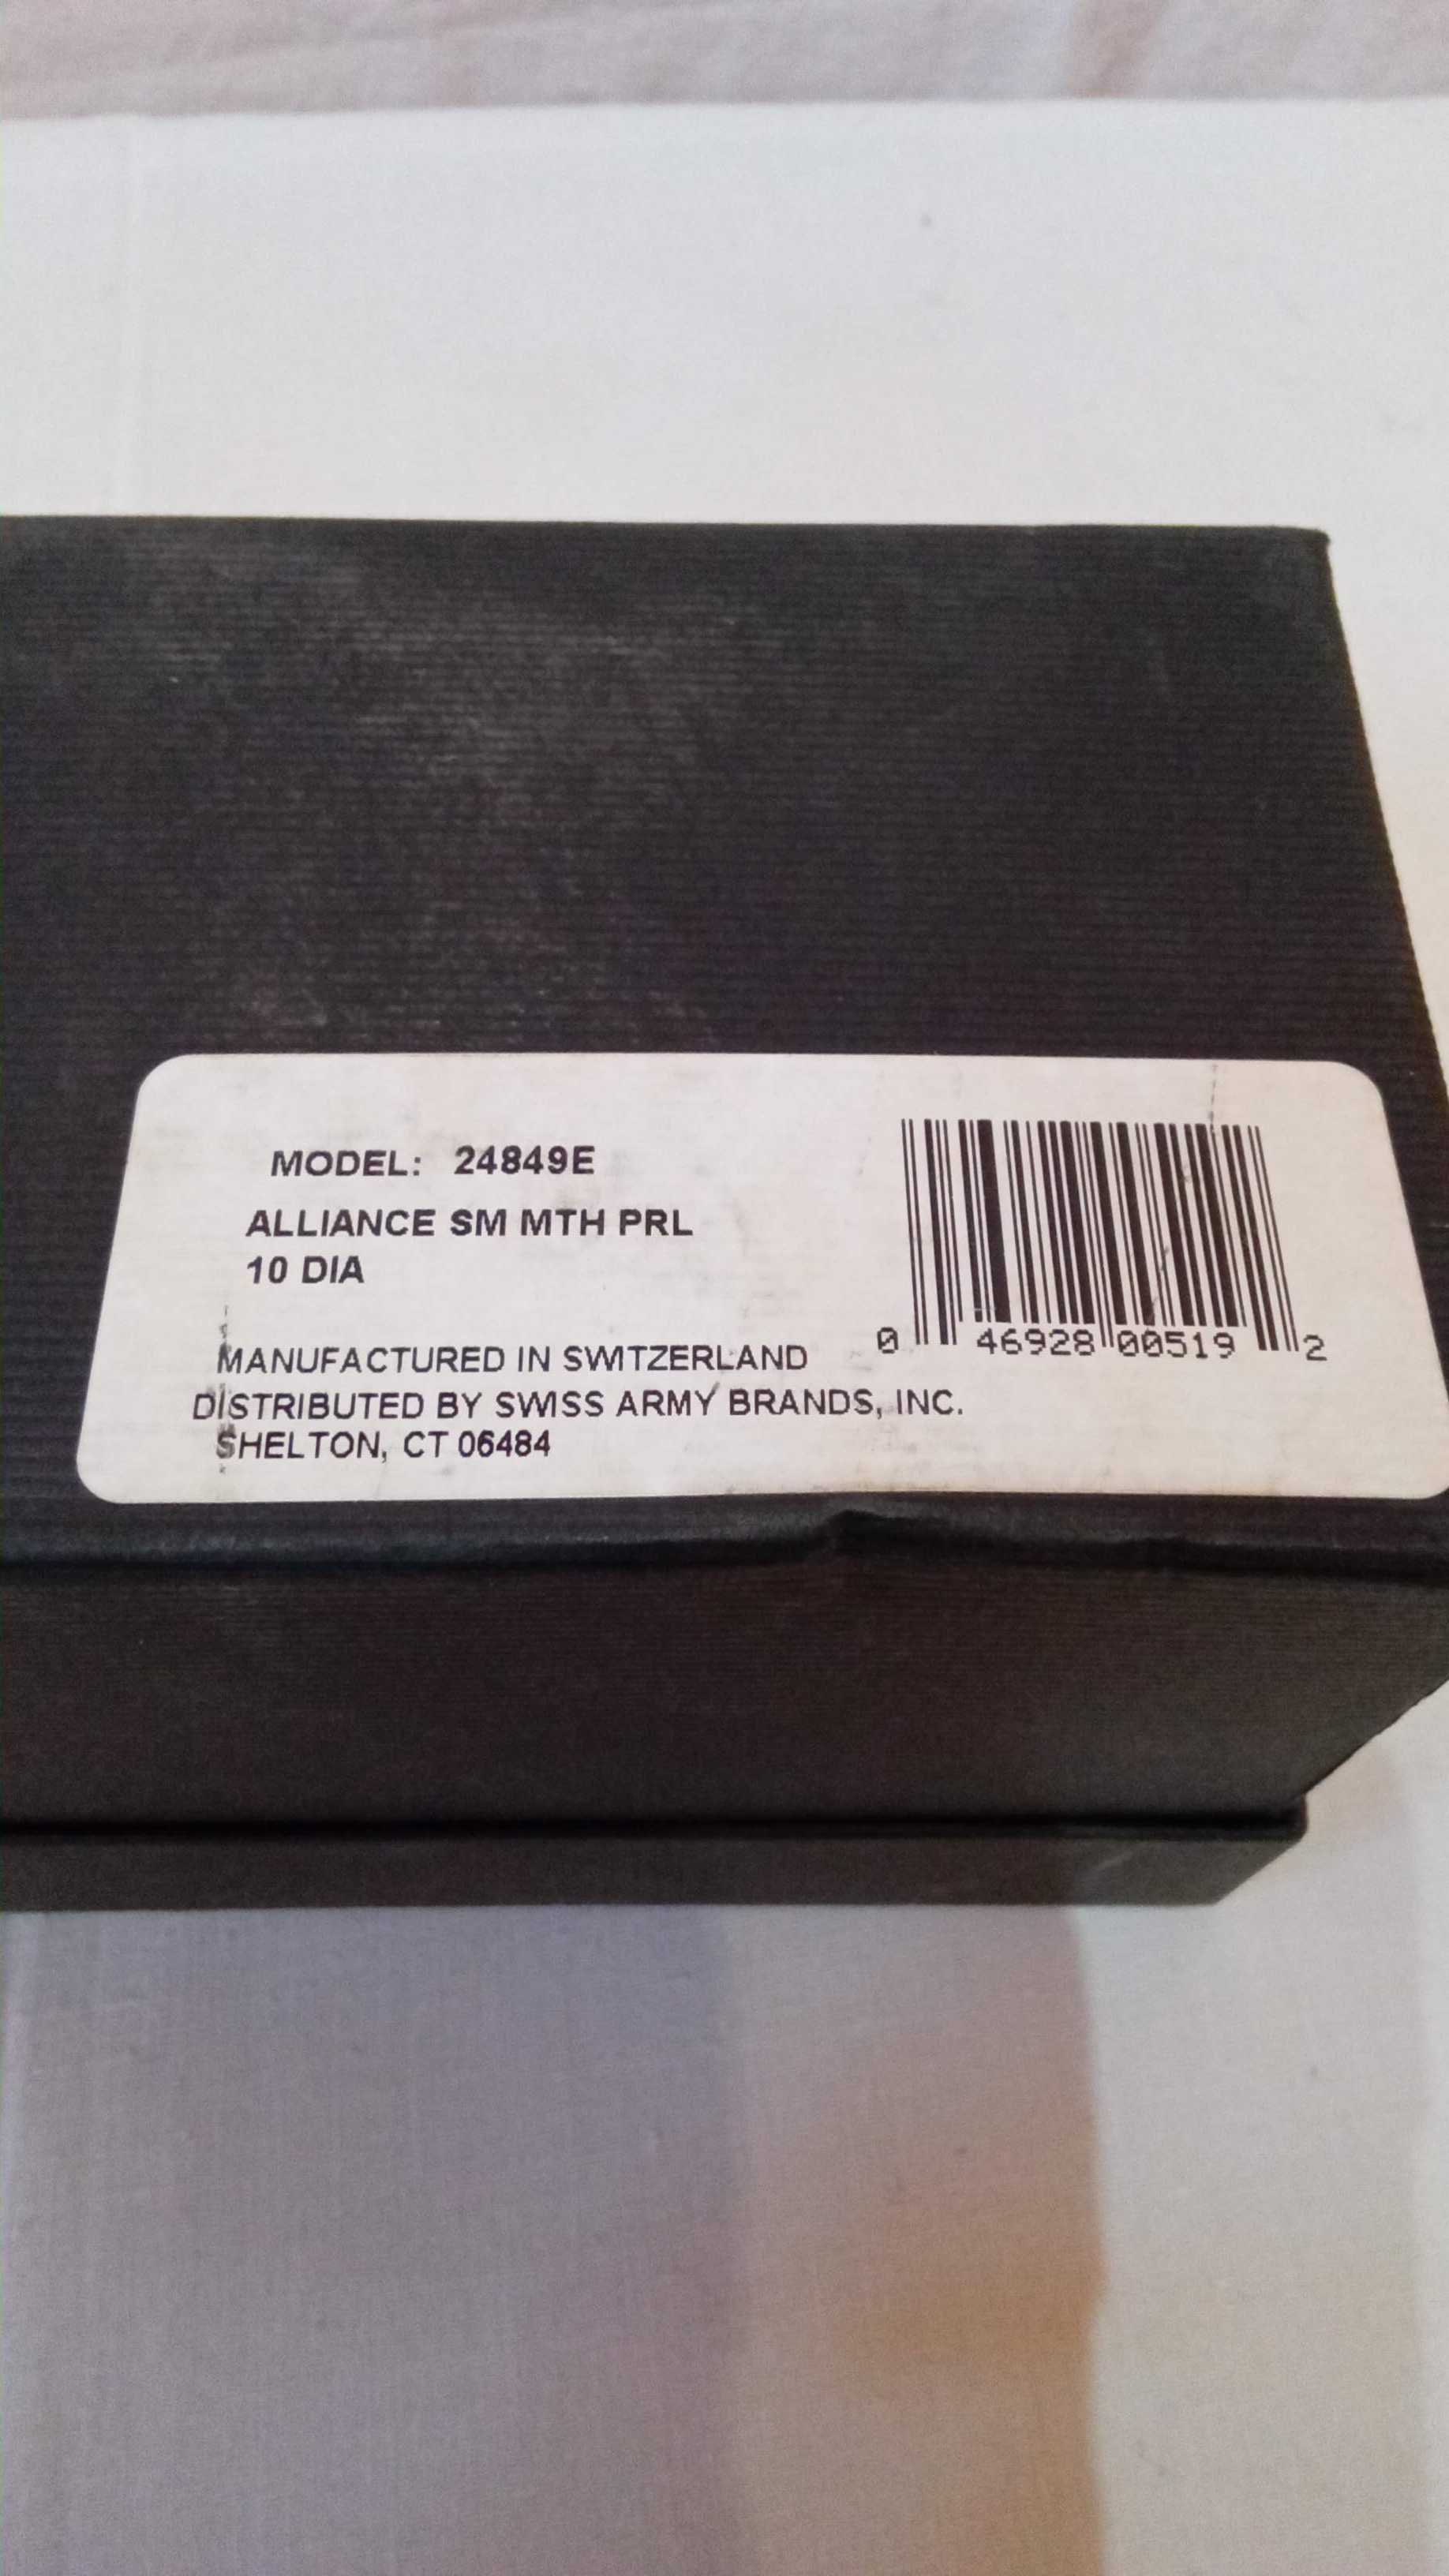 MODEL: 24849E
ALLIANCE SM MTH PRL
10 DIA
MANUFACTURED IN SWITZERLAND
DISTRIBUTED BY SWISS ARMY BRANDS, INC.
SHELTON, CT 06484
0 46928 00519 2